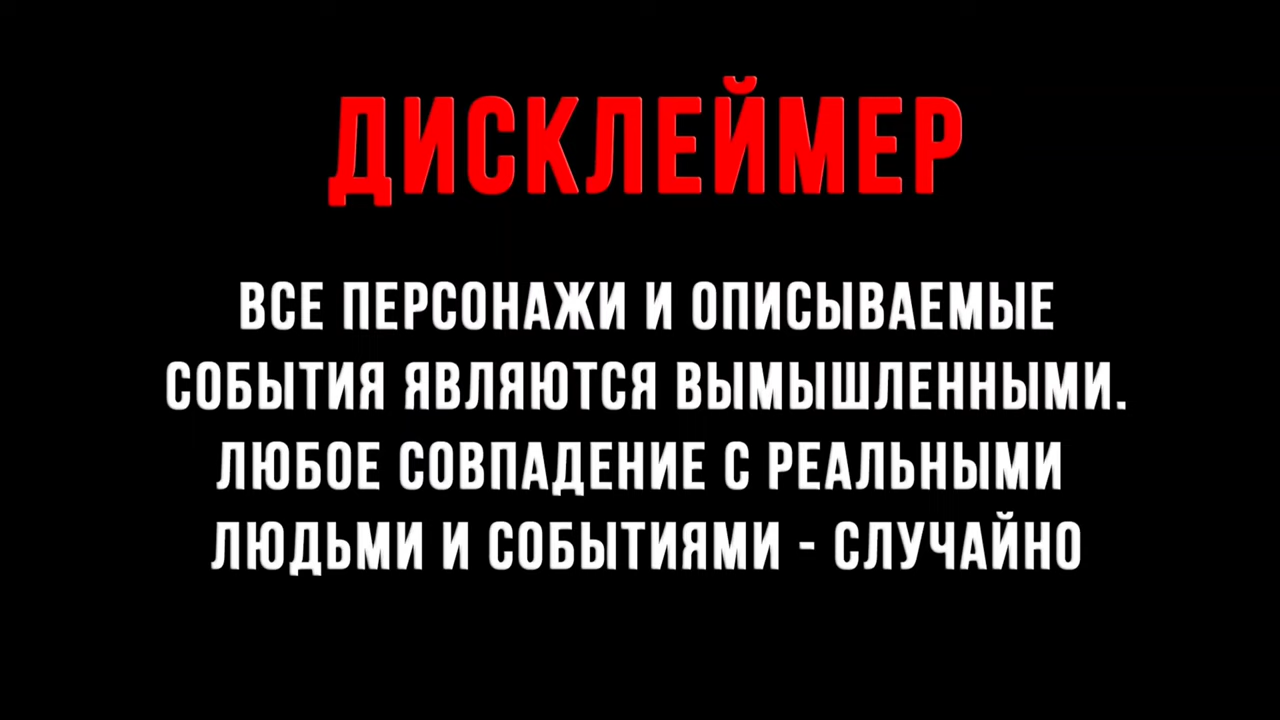 ДИСКЛЕЙМЕР
ВСЕ ПЕРСОНАЖИ И ОПИСЫВАЕМЫЕ
СОБЫТИЯ ЯВЛЯЮТСЯ ВЫМЫШЛЕННЫМИ.
ЛЮБОЕ СОВПАДЕНИЕ С РЕАЛЬНЫМИ
ЛЮДЬМИ И СОБЫТИЯМИ - СЛУЧАЙНО